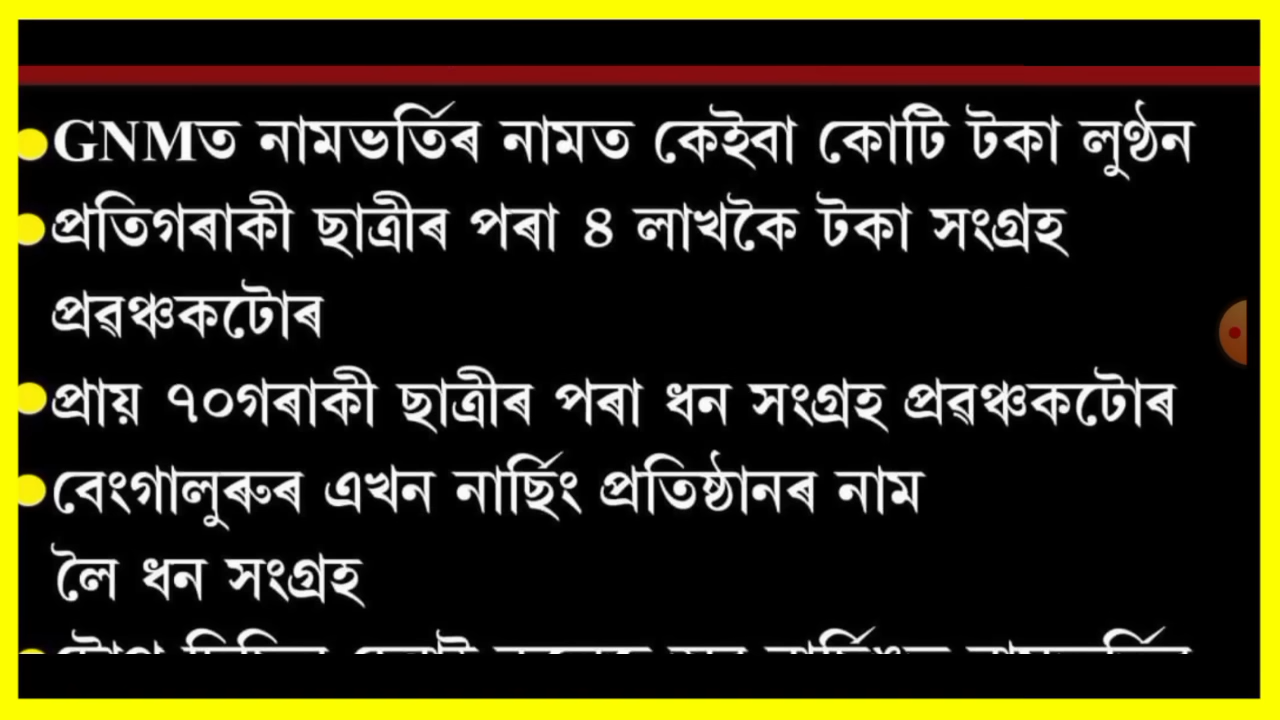 GNMত নামভৰ্তিৰ নামত কেইবা কোটি টকা লুণ্ঠন
প্ৰতিগৰাকী ছাত্ৰীৰ পৰা ৪ লাখকৈ টকা সংগ্ৰহ
প্ৰৱঞ্চকটোৰ
প্ৰায় ৭০গৰাকী ছাত্ৰীৰ পৰা ধন সংগ্ৰহ প্ৰৱঞ্চকটোৰ
বেংগালুৰুৰ এখন নাৰ্ছিং প্ৰতিষ্ঠানৰ নাম
লৈ ধন সংগ্ৰহ